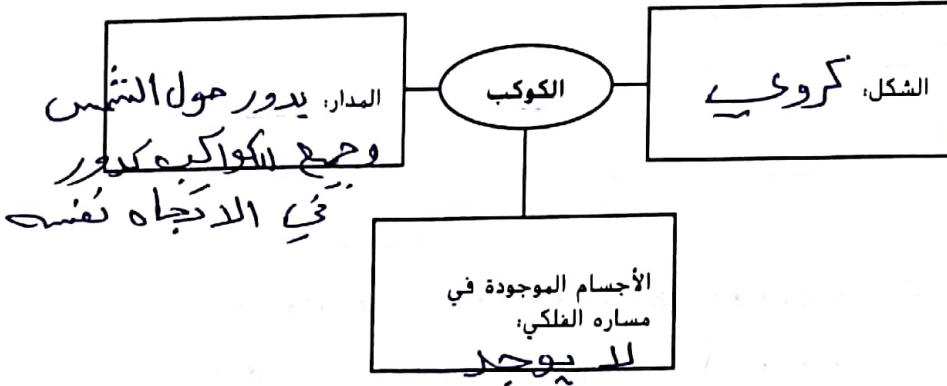 الكوكب
الشكل: كروي
المدار: يدور حول الشمس
وجميع الكواكب تدور
في الاتجاه نفسه
الأجسام الموجودة في
مساره الفلكي:
لا يوجد